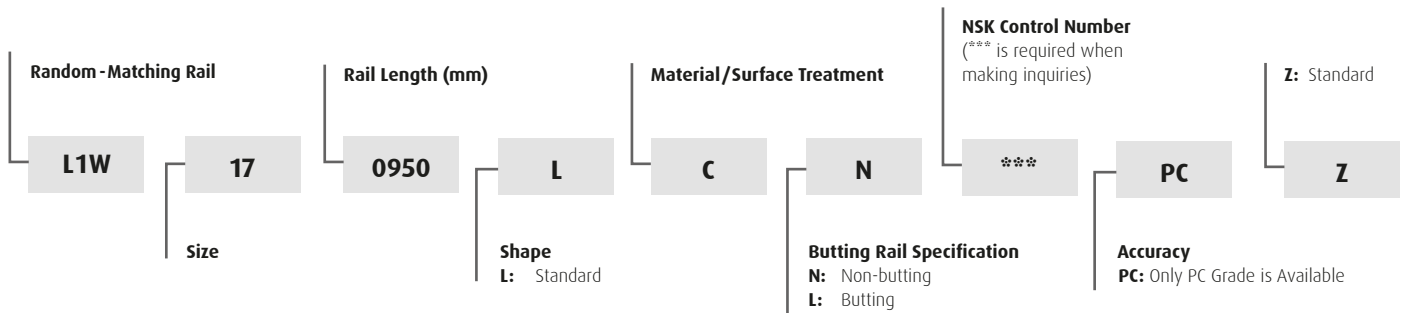 NSK Control Number
(*** is required when
making inquiries)
Random-Matching Rail
Rail Length (mm)
Material/Surface Treatment
Z: Standard
L1W
17
0950
L
C
N
***
PC
Z
Size
Shape
L: Standard
Butting Rail Specification
N: Non-butting
L: Butting
Accuracy
PC: Only PC Grade is Available